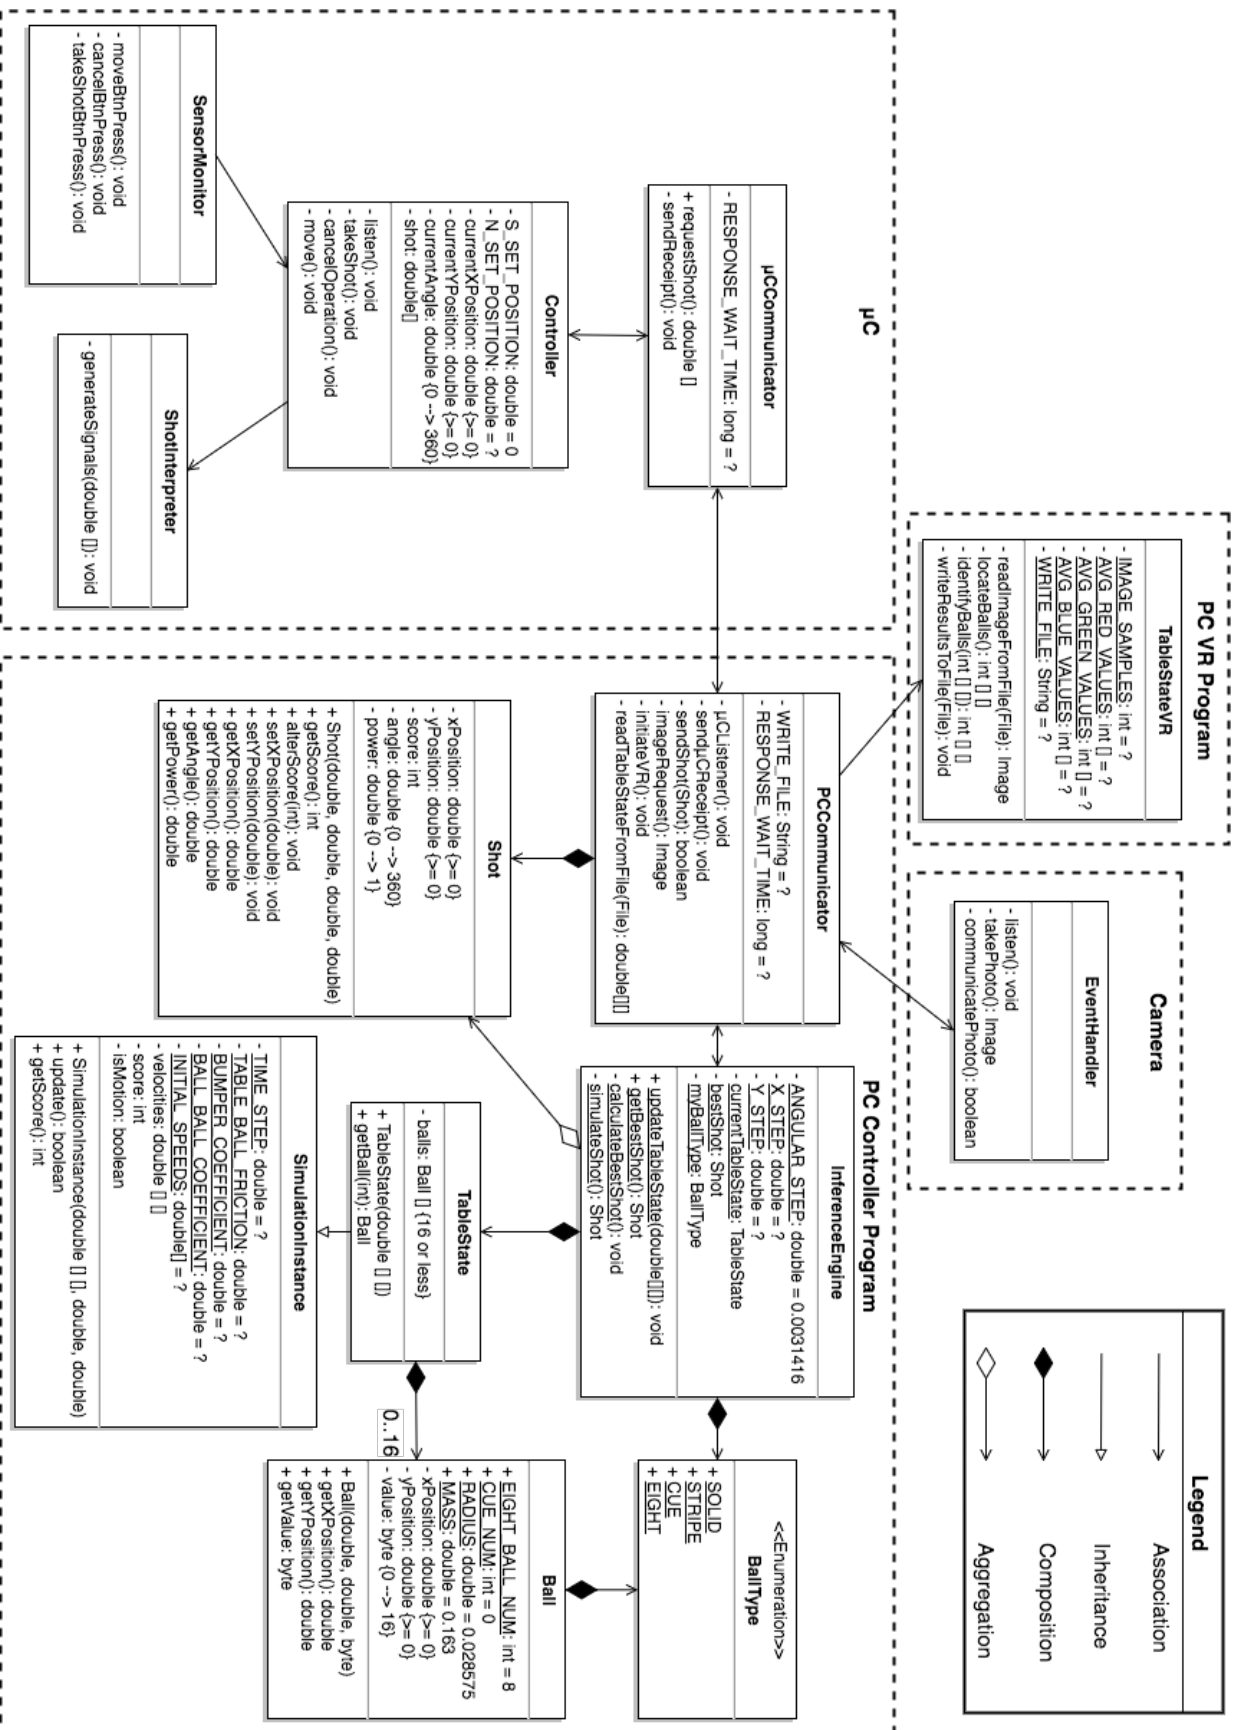 PC VR Program
TableStateVR
- IMAGE_SAMPLES: int = ?
- AVG_RED_VALUES: int [] = ?
- AVG_GREEN_VALUES: int [] = ?
- AVG_BLUE_VALUES: int [] = ?
- WRITE_FILE: String = ?
- readImageFromFile(File): Image
- locateBalls(): int [] []
- identifyBalls(int [] []): int [] []
- writeResultsToFile(File): void
Camera
EventHandler
- listen(): void
- takePhoto(): Image
- communicatePhoto(): boolean
Legend
Association
Inheritance
Composition
Aggregation
µC
µCCommunicator
- RESPONSE_WAIT_TIME: long = ?
+ requestShot(): double []
- sendReceipt(): void
Controller
- S_SET_POSITION: double = 0
- N_SET_POSITION: double = ?
- currentXPosition: double {>= 0}
- currentYPosition: double {>= 0}
- currentAngle: double {0 --> 360}
- shot: double[]
- listen(): void
- takeShot(): void
- cancelOperation(): void
- move(): void
SensorMonitor
- moveBtnPress(): void
- cancelBtnPress(): void
- takeShotBtnPress(): void
ShotInterpreter
- generateSignals(double []): void
PC Controller Program
PCCommunicator
- WRITE_FILE: String = ?
- RESPONSE_WAIT_TIME: long = ?
- µCListener(): void
- sendµCReceipt(): void
- sendShot(Shot): boolean
- imageRequest(): Image
- initiateVR(): void
- readTableStateFromFile(File): double[][]
InferenceEngine
- ANGULAR_STEP: double = 0.0031416
- X_STEP: double = ?
- Y_STEP: double = ?
- currentTableState: TableState
- bestShot: Shot
- myBallType: BallType
+ updateTableState(double[][]): void
+ getBestShot(): Shot
- calculateBestShot(): void
- simulateShot(): Shot
<<Enumeration>>
BallType
+ SOLID
+ STRIPE
+ CUE
+ EIGHT
Shot
- xPosition: double {>= 0}
- yPosition: double {>= 0}
- score: int
- angle: double {0 --> 360}
- power: double {0 --> 1}
+ Shot(double, double, double, double)
+ getScore(): int
+ alterScore(int): void
+ setXPosition(double): void
+ setYPosition(double): void
+ getXPosition(): double
+ getYPosition(): double
+ getAngle(): double
+ getPower(): double
TableState
- balls: Ball [] {16 or less}
+ TableState(double [] [])
+ getBall(int): Ball
0..16
Ball
+ EIGHT_BALL_NUM: int = 8
+ CUE_NUM: int = 0
+ RADIUS: double = 0.028575
+ MASS: double = 0.163
- xPosition: double {>= 0}
- yPosition: double {>= 0}
- value: byte {0 --> 16}
+ Ball(double, double, byte)
+ getXPosition(): double
+ getYPosition(): double
+ getValue: byte
SimulationInstance
- TIME_STEP: double = ?
- TABLE_BALL_FRICTION: double = ?
- BUMPER_COEFFICIENT: double = ?
- BALL_BALL_COEFFICIENT: double = ?
- INITIAL_SPEEDS: double[] = ?
- velocities: double [] []
- score: int
- isMotion: boolean
+ SimulationInstance(double [] [], double, double)
+ update(): boolean
+ getScore(): int